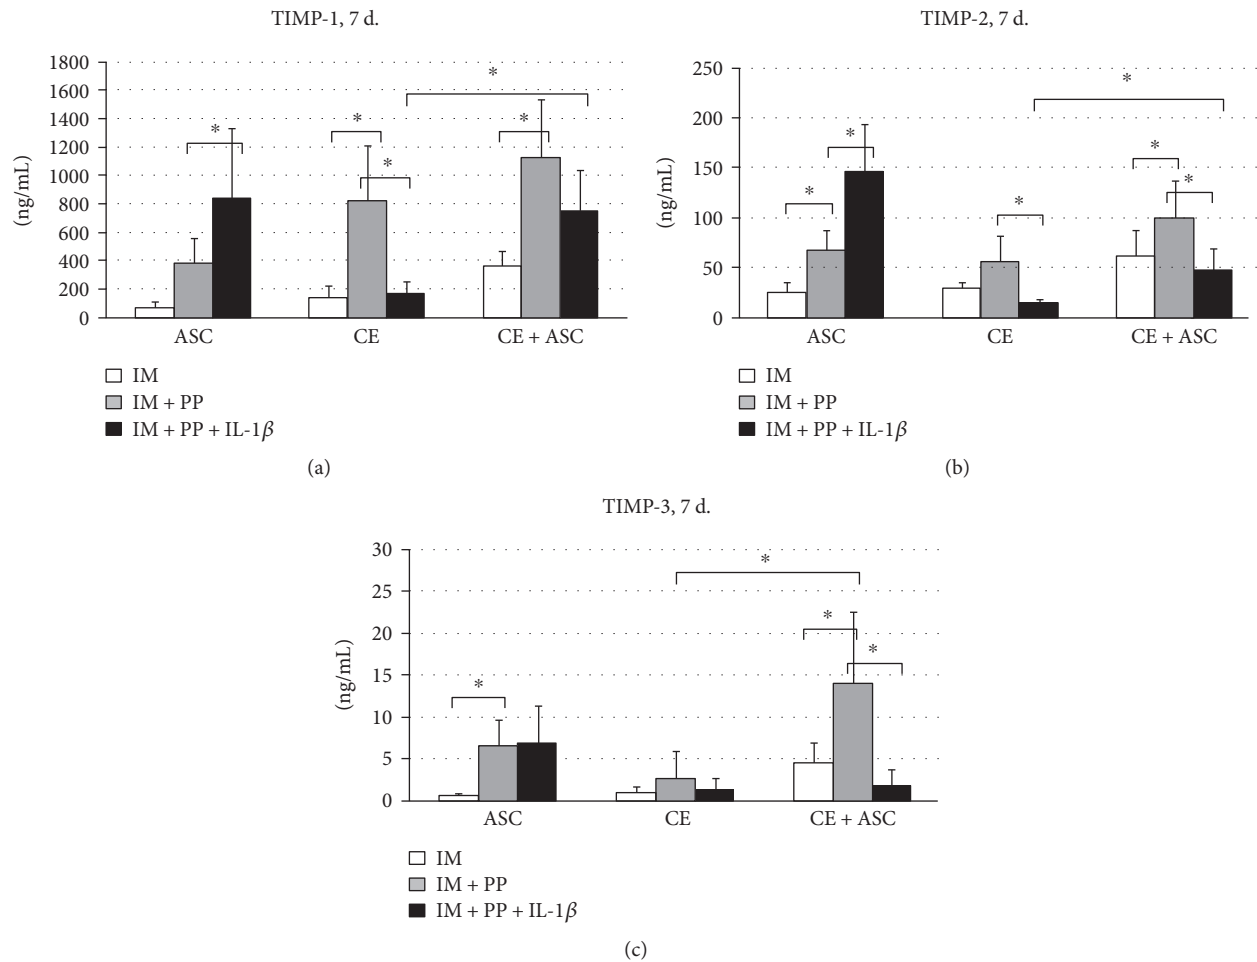 TIMP-1, 7 d.
1800
1600
1400
1200
1000
800
600
400
200
0
(ng/mL)
*
*
*
*
*
ASC
CE
CE + ASC
IM
IM + PP
IM + PP + IL-1β
(a)
TIMP-2, 7 d.
250
200
150
100
50
0
(ng/mL)
*
*
*
*
*
*
ASC
CE
CE + ASC
IM
IM + PP
IM + PP + IL-1β
(b)
TIMP-3, 7 d.
30
25
20
15
10
5
0
(ng/mL)
*
*
*
*
ASC
CE
CE + ASC
IM
IM + PP
IM + PP + IL-1β
(c)